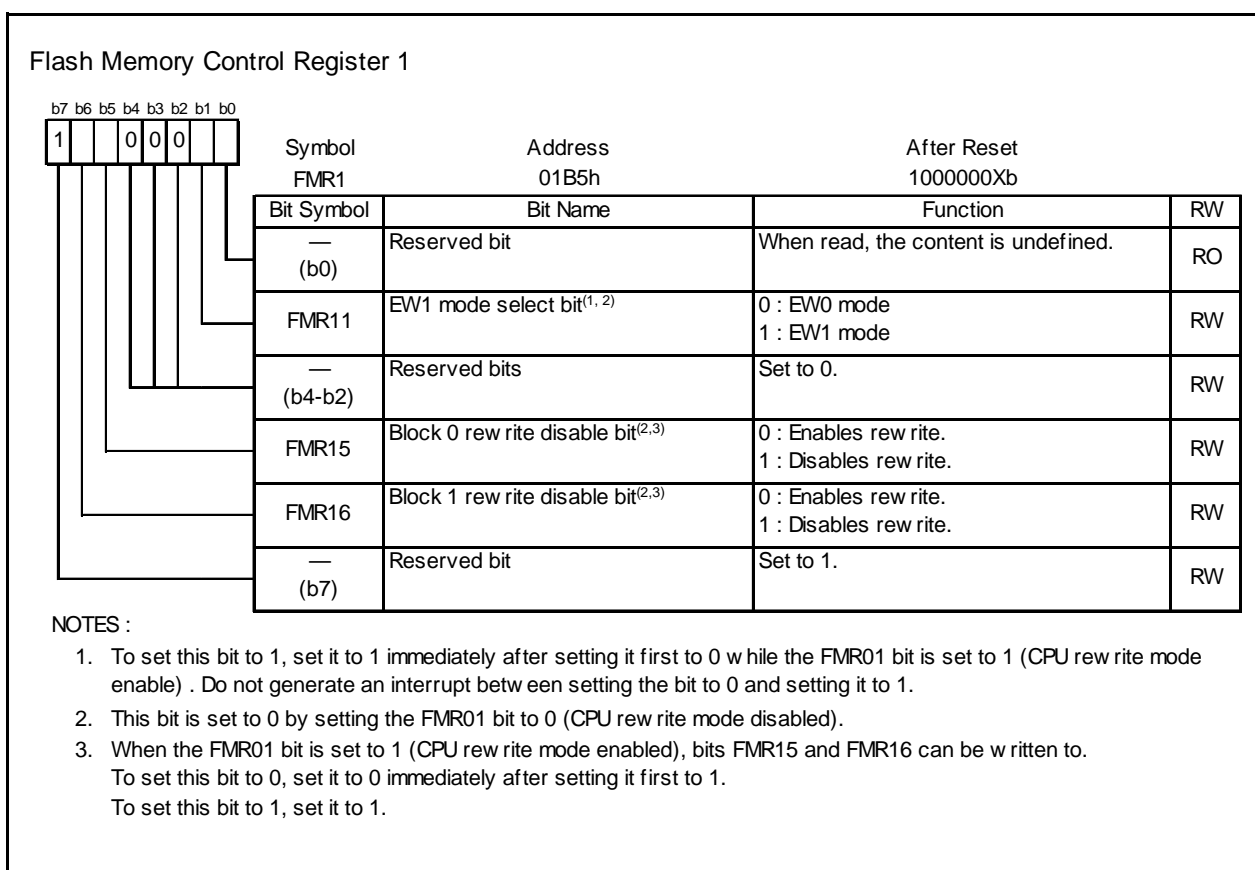 Flash Memory Control Register 1
b7 b6 b5 b4 b3 b2 b1 b0
1 0 0 0
Symbol Address After Reset
FMR1 01B5h 1000000Xb
Bit Symbol Bit Name Function RW
— Reserved bit When read, the content is undefined. RO
(b0)
FMR11 EW1 mode select bit(1, 2) 0 : EW0 mode RW
1 : EW1 mode
— Reserved bits Set to 0. RW
(b4-b2)
FMR15 Block 0 rewrite disable bit(2,3) 0 : Enables rewrite. RW
1 : Disables rewrite.
FMR16 Block 1 rewrite disable bit(2,3) 0 : Enables rewrite. RW
1 : Disables rewrite.
— Reserved bit Set to 1. RW
(b7)
NOTES :
1. To set this bit to 1, set it to 1 immediately after setting it first to 0 while the FMR01 bit is set to 1 (CPU rewrite mode
enable) . Do not generate an interrupt between setting the bit to 0 and setting it to 1.
2. This bit is set to 0 by setting the FMR01 bit to 0 (CPU rewrite mode disabled).
3. When the FMR01 bit is set to 1 (CPU rewrite mode enabled), bits FMR15 and FMR16 can be written to.
To set this bit to 0, set it to 0 immediately after setting it first to 1.
To set this bit to 1, set it to 1.